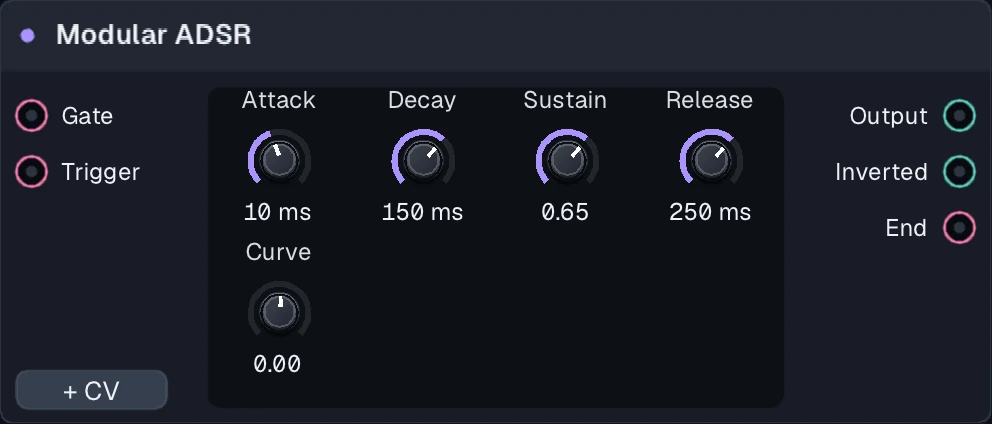 Modular ADSR
Attack Decay Sustain Release
Gate Output
Trigger Inverted
10 ms 150 ms 0.65 250 ms
End
Curve
0.00
+ CV